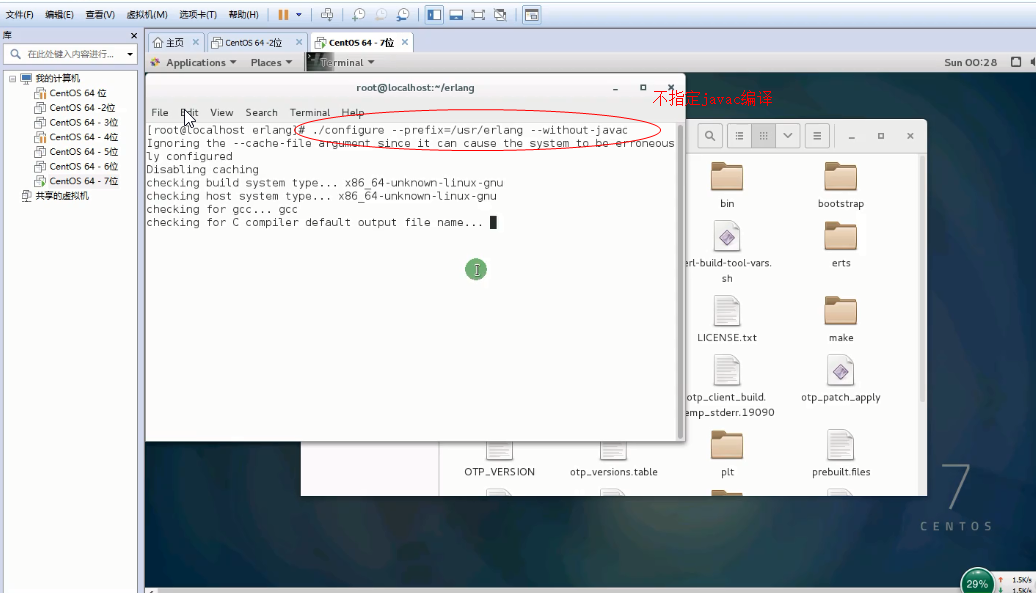 文件(F) 编辑(E) 查看(V) 虚拟机(M) 选项卡(T) 帮助(H)
库
在此处键入内容进行...
我的计算机
CentOS 64 位
CentOS 64 -2位
CentOS 64 - 3位
CentOS 64 - 4位
CentOS 64 - 5位
CentOS 64 - 6位
CentOS 64 - 7位
共享的虚拟机
主页 CentOS 64 -2位 CentOS 64 - 7位
Applications Places Terminal Sun 00:28
root@localhost:~/erlang
不指定javac编译
File Edit View Search Terminal Help
[root@localhost erlang]# ./configure --prefix=/usr/erlang --without-javac
Ignoring the --cache-file argument since it can cause the system to be erroneous
ly configured
Disabling caching
checking build system type... x86_64-unknown-linux-gnu
checking host system type... x86_64-unknown-linux-gnu
checking for gcc... gcc
checking for C compiler default output file name...
bin bootstrap
erl-build-tool-vars.
sh
erts
LICENSE.txt make
otp_client_build.
emp_stderr.19090
otp_patch_apply
OTP_VERSION otp_versions.table plt prebuilt.files
7
CENTOS
29%
1.5K/s
1.5K/s